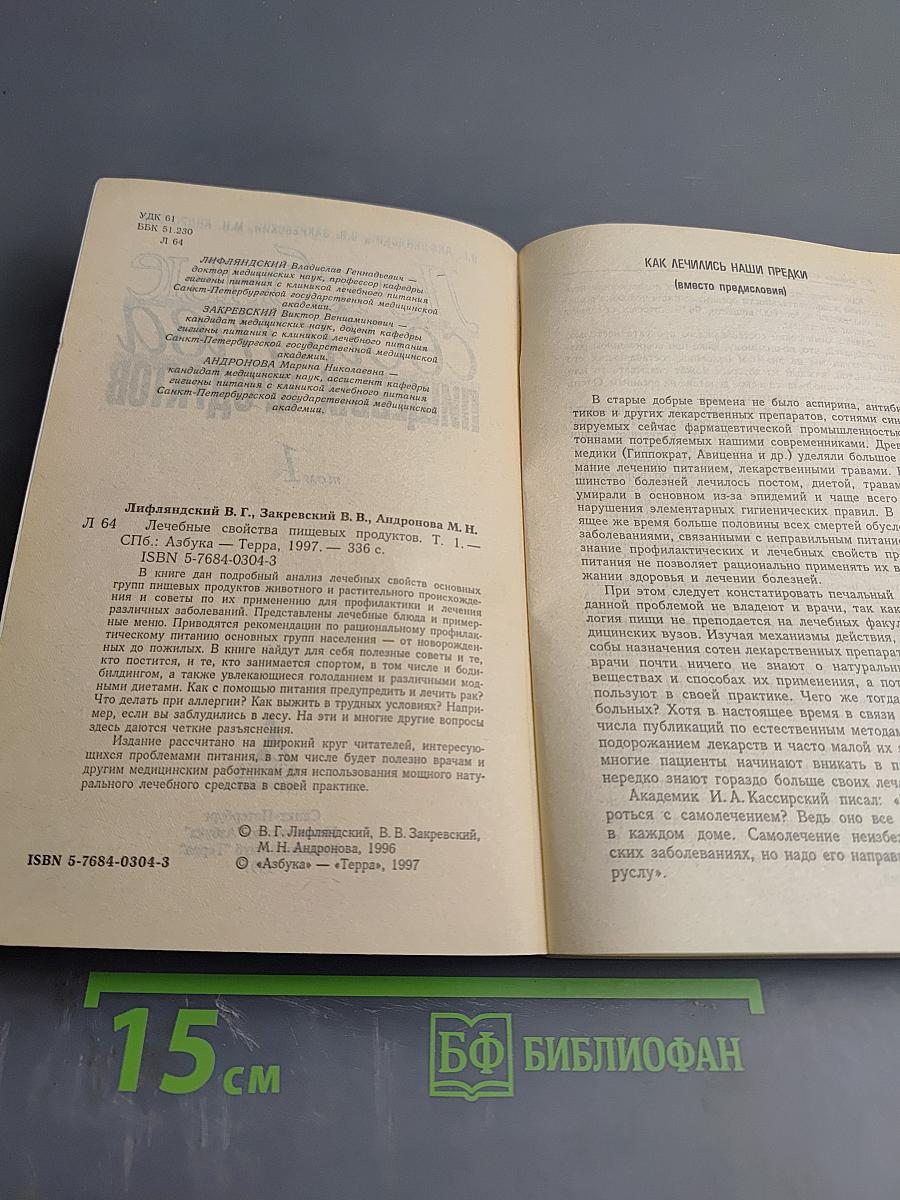 УДК 61
ББК 51.230
Л 64
ЛИФЛЯНДСКИЙ Владислав Геннадьевич —
доктор медицинских наук, профессор кафедры
гигиены питания с клиникой лечебного питания
Санкт-Петербургской государственной медицинской
академии.
ЗАКРЕВСКИЙ Виктор Вениаминович —
кандидат медицинских наук, доцент кафедры
гигиены питания с клиникой лечебного питания
Санкт-Петербургской государственной медицинской
академии.
АНДРОНОВА Марина Николаевна —
кандидат медицинских наук, ассистент кафедры
гигиены питания с клиникой лечебного питания
Санкт-Петербургской государственной медицинской
академии.
Лифляндский В. Г., Закревский В. В., Андронова М. Н.
Л 64 Лечебные свойства пищевых продуктов. Т. 1.—
СПб.: Азбука — Терра, 1997. — 336 с.
ISBN 5-7684-0304-3
В книге дан подробный анализ лечебных свойств основных
групп пищевых продуктов животного и растительного происхожде-
ния и советы по их применению для профилактики и лечения
различных заболеваний. Представлены лечебные блюда и пример-
ные меню. Приводятся рекомендации по рациональному профилак-
тическому питанию основных групп населения — от новорожден-
ных до пожилых. В книге найдут для себя полезные советы и те,
кто постится, и те, кто занимается спортом, в том числе и боди-
билдингом, а также увлекающиеся голоданием и различными мод-
ными диетами. Как с помощью питания предупредить и лечить рак?
Что делать при аллергии? Как выжить в трудных условиях? Напри-
мер, если вы заблудились в лесу. На эти и многие другие вопросы
здесь даются четкие разъяснения.
Издание рассчитано на широкий круг читателей, интересую-
щихся проблемами питания, в том числе будет полезно врачам и
другим медицинским работникам для использования мощного нату-
рального лечебного средства в своей практике.
© В. Г. Лифляндский, В. В. Закревский,
М. Н. Андронова, 1996
ISBN 5-7684-0304-3 © «Азбука» — «Терра», 1997
КАК ЛЕЧИЛИСЬ НАШИ ПРЕДКИ
(вместо предисловия)
В старые добрые времена не было аспирина, антиби
тиков и других лекарственных препаратов, сотнями син
зируемых сейчас фармацевтической промышленностью
тоннами потребляемых нашими современниками. Древ
медики (Гиппократ, Авиценна и др.) уделяли большое
мание лечению питанием, лекарственными травами.
шинство болезней лечилось постом, диетой, травам
умирали в основном из-за эпидемий и чаще всего
нарушения элементарных гигиенических правил. В
ящее же время больше половины всех смертей обусл
заболеваниями, связанными с неправильным питание
знание профилактических и лечебных свойств пр
питания не позволяет рационально применять их в
жании здоровья и лечении болезней.
При этом следует констатировать печальный
данной проблемой не владеют и врачи, так как
логия пищи не преподается на лечебных факул
дицинских вузов. Изучая механизмы действия,
собы назначения сотен лекарственных препарат
врачи почти ничего не знают о натуральн
веществах и способах их применения, а пот
пользуют в своей практике. Чего же тогда
больных? Хотя в настоящее время в связи
числа публикаций по естественным методам
подорожанием лекарств и часто малой их
многие пациенты начинают вникать в п
нередко знают гораздо больше своих леч
Академик И. А. Кассирский писал: «
роться с самолечением? Ведь оно все
в каждом доме. Самолечение неизбе
ских заболеваниях, но надо его направ
руслу».
15 см
БФ БИБЛИОФАН